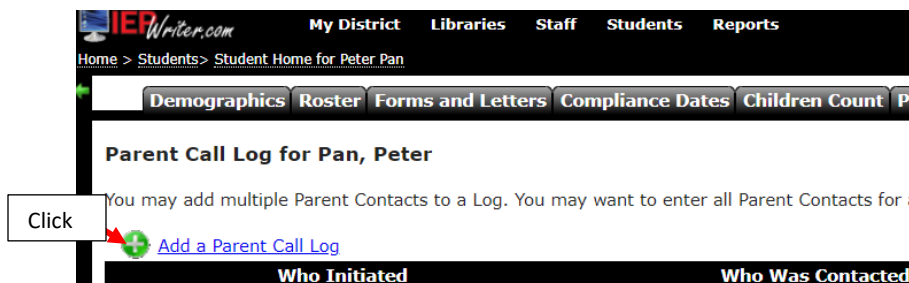 IEPWriter.com My District Libraries Staff Students Reports
Home > Students> Student Home for Peter Pan
Demographics Roster Forms and Letters Compliance Dates Children Count P
Parent Call Log for Pan, Peter
You may add multiple Parent Contacts to a Log. You may want to enter all Parent Contacts for
Click
Add a Parent Call Log
Who Initiated Who Was Contacted